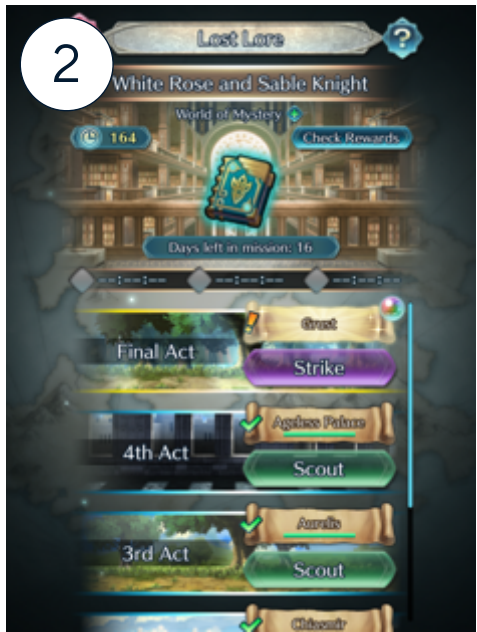 2
Lost Lore
?
White Rose and Sable Knight
World of Mystery
164
Check Rewards
Days left in mission: 16
Grust
Final Act
Strike
Ageless Palace
4th Act
Scout
Aurelis
3rd Act
Scout
Chiasmir